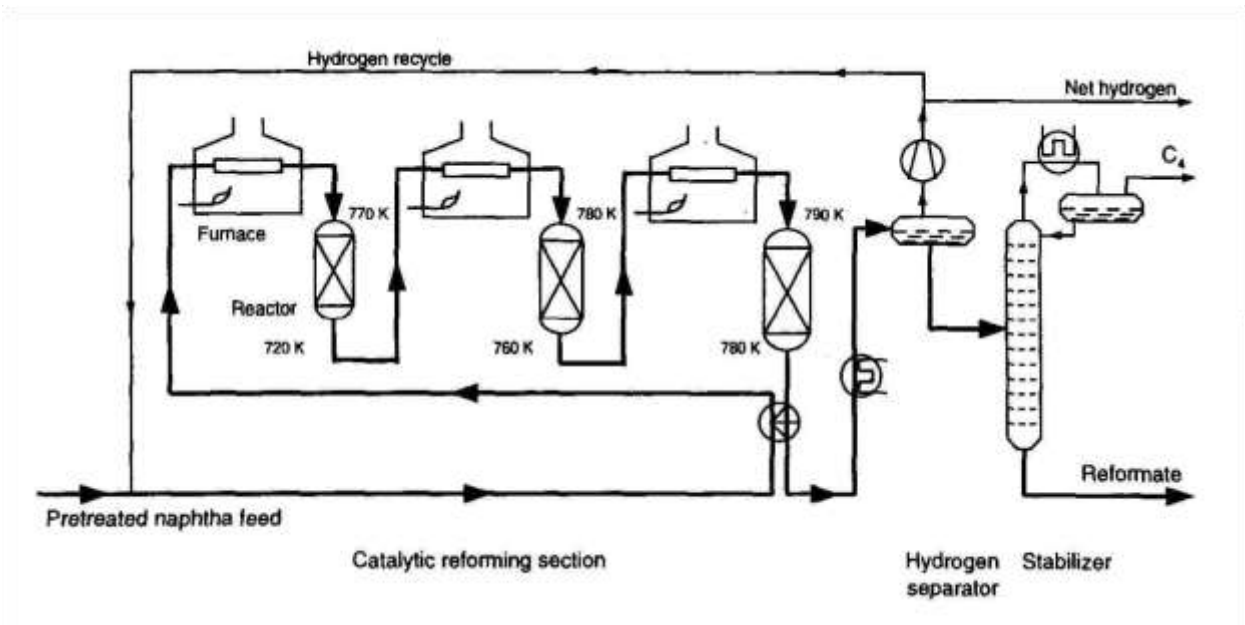 Hydrogen recycle
Net hydrogen
C₄
770 K
780 K
790 K
Furnace
Reactor
720 K
760 K
780 K
Reformate
Pretreated naphtha feed
Catalytic reforming section
Hydrogen separator
Stabilizer